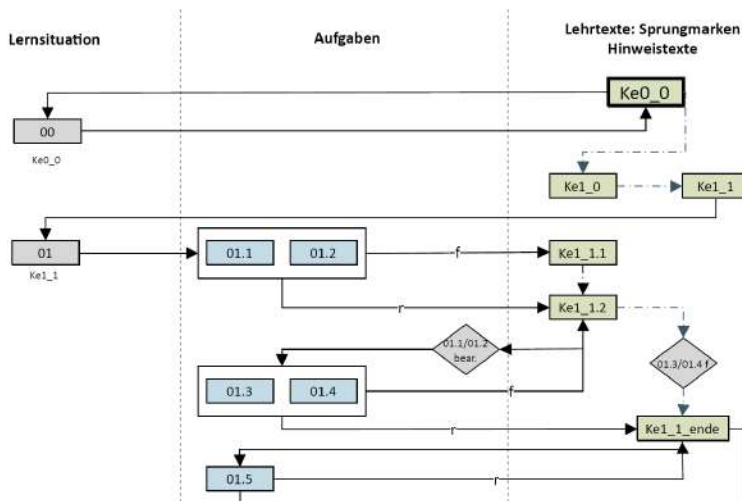 Lernsituation
Aufgaben
Lehrtexte: Sprungmarken
Hinweistexte
Ke0_0
00
Ke0_0
Ke1_0
Ke1_1
01
Ke1_1
01.1
01.2
f
Ke1_1.1
r
Ke1_1.2
01.1/01.2
bear.
01.3/01.4 f
01.3
01.4
f
r
Ke1_1_ende
01.5
r